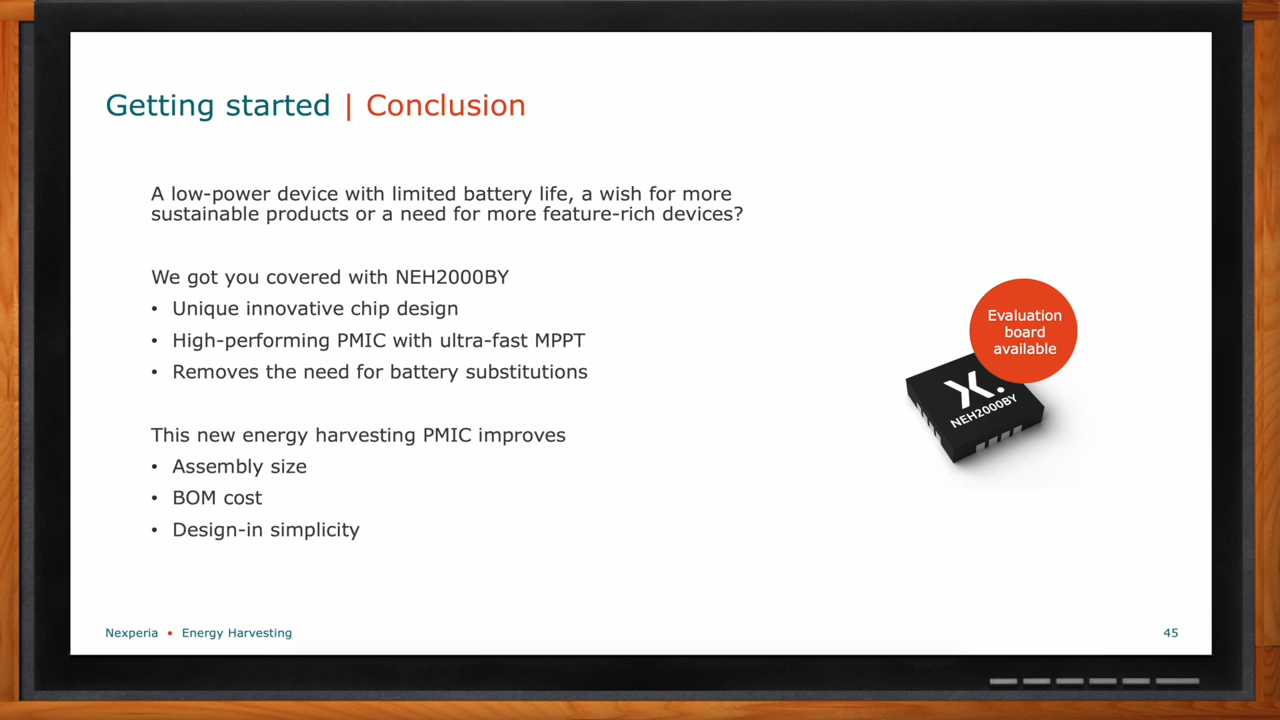 Getting started | Conclusion
A low-power device with limited battery life, a wish for more
sustainable products or a need for more feature-rich devices?
We got you covered with NEH2000BY
• Unique innovative chip design
• High-performing PMIC with ultra-fast MPPT
• Removes the need for battery substitutions
This new energy harvesting PMIC improves
• Assembly size
• BOM cost
• Design-in simplicity
Evaluation
board
available
X.
NEH2000BY
Nexperia • Energy Harvesting
45